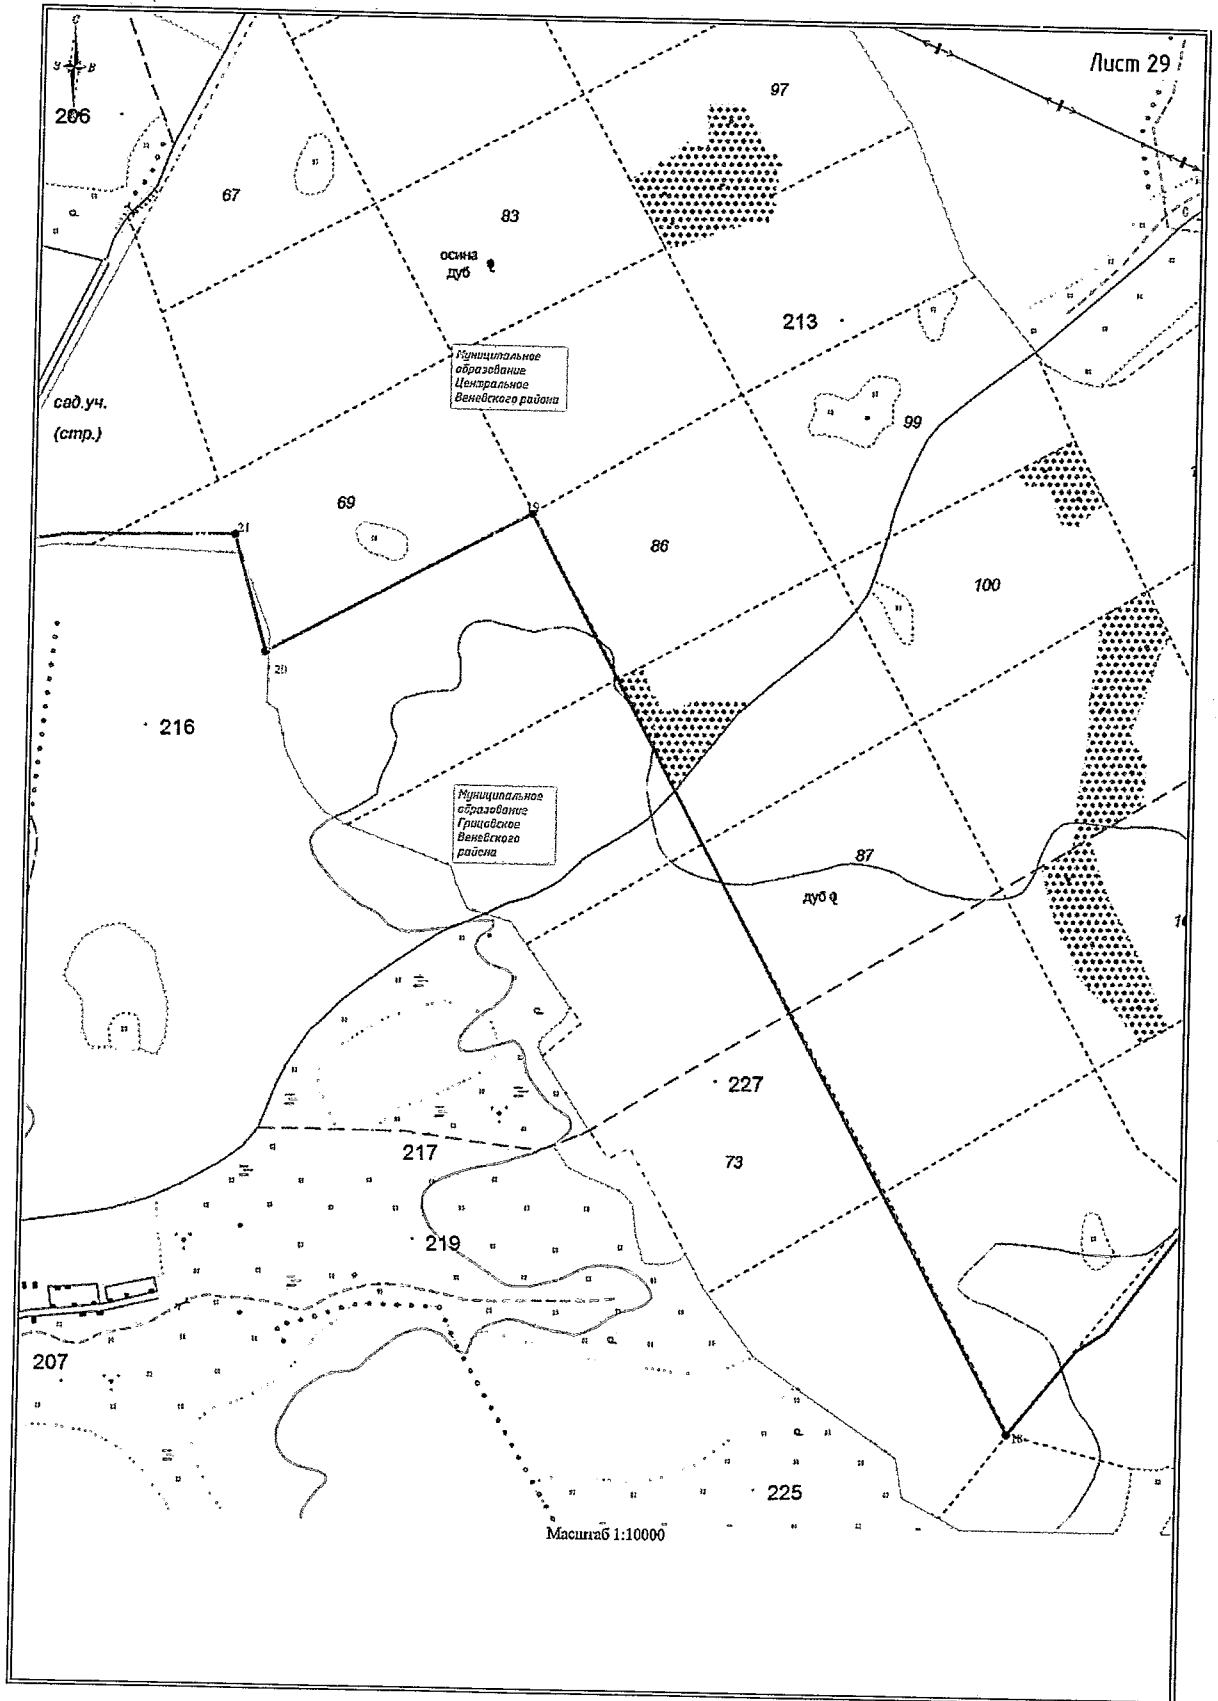 Лист 29
С
З В
206
97
67
83
осина
дуб
213
Муниципальное
образование
Центральное
Веневского района
сад.уч.
(стр.)
99
69
19
21
86
100
20
216
Муниципальное
образование
Грицовское
Веневского
района
87
дуб
227
217
73
219
207
18
225
Масштаб 1:10000